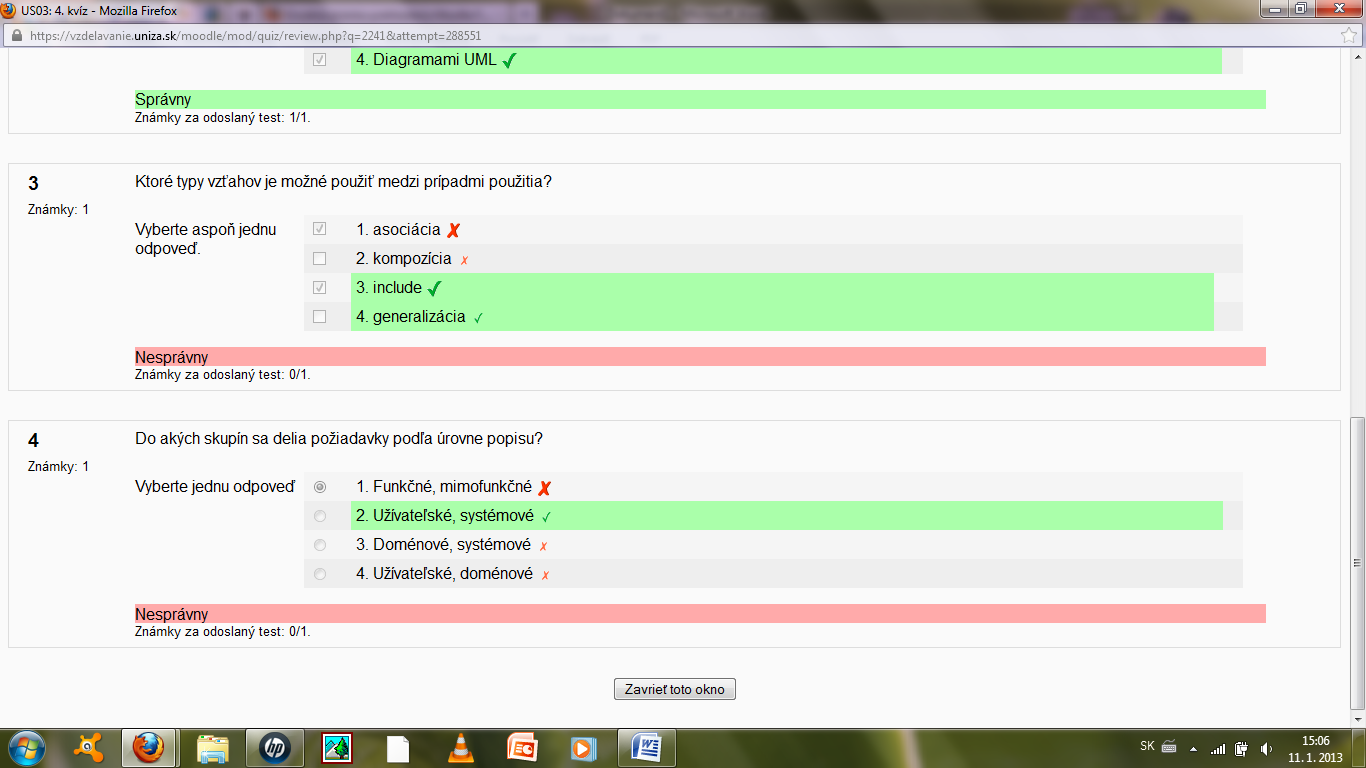 US03: 4. kvíz - Mozilla Firefox
https://vzdelavanie.uniza.sk/moodle/mod/quiz/review.php?q=2241&attempt=288551
4. Diagramami UML
Správny
Známky za odoslaný test: 1/1.
3
Známky: 1
Ktoré typy vzťahov je možné použiť medzi prípadmi použitia?
Vyberte aspoň jednu
odpoveď.
1. asociácia
2. kompozícia
3. include
4. generalizácia
Nesprávny
Známky za odoslaný test: 0/1.
4
Známky: 1
Do akých skupín sa delia požiadavky podľa úrovne popisu?
Vyberte jednu odpoveď
1. Funkčné, mimofunkčné
2. Užívateľské, systémové
3. Doménové, systémové
4. Užívateľské, doménové
Nesprávny
Známky za odoslaný test: 0/1.
Zavrieť toto okno
SK
15:06
11. 1. 2013